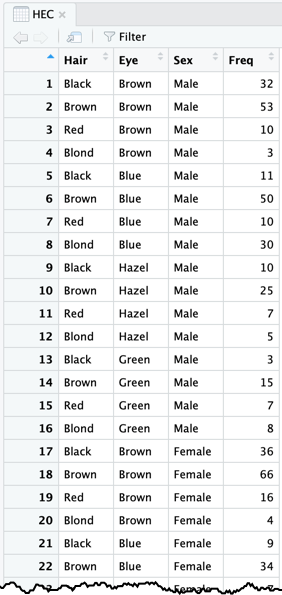 HEC
Filter
Hair Eye Sex Freq
1 Black Brown Male 32
2 Brown Brown Male 53
3 Red Brown Male 10
4 Blond Brown Male 3
5 Black Blue Male 11
6 Brown Blue Male 50
7 Red Blue Male 10
8 Blond Blue Male 30
9 Black Hazel Male 10
10 Brown Hazel Male 25
11 Red Hazel Male 7
12 Blond Hazel Male 5
13 Black Green Male 3
14 Brown Green Male 15
15 Red Green Male 7
16 Blond Green Male 8
17 Black Brown Female 36
18 Brown Brown Female 66
19 Red Brown Female 16
20 Blond Brown Female 4
21 Black Blue Female 9
22 Brown Blue Female 34